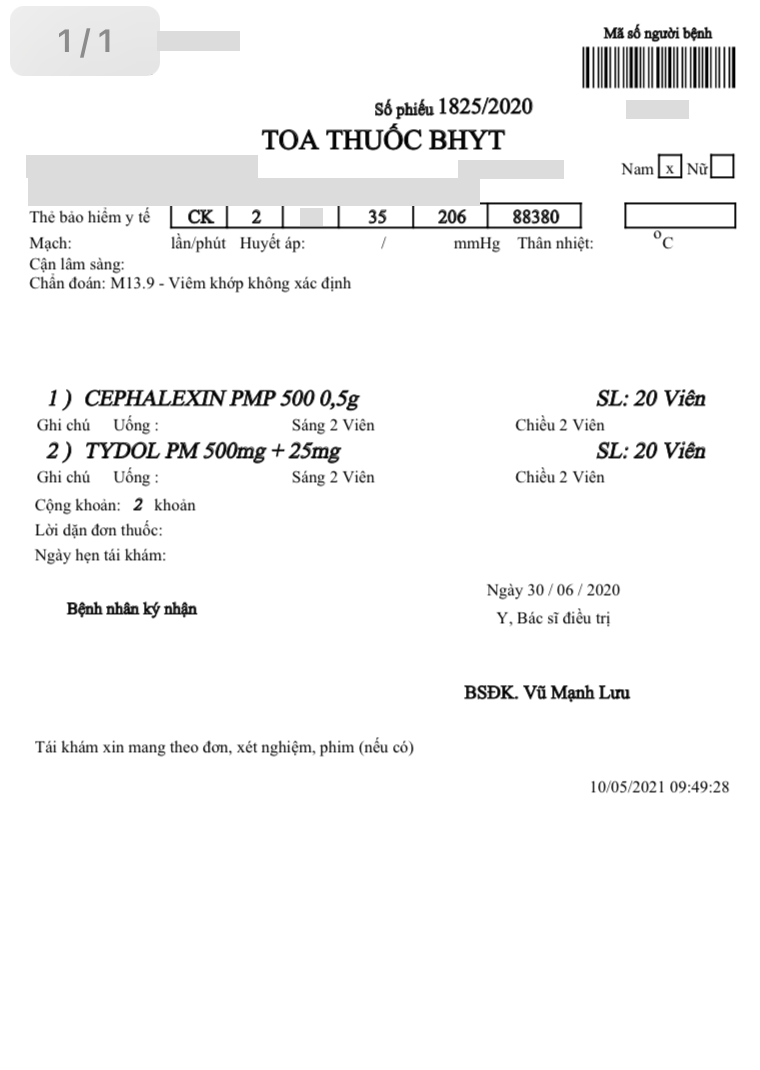 1/1
Mã số người bệnh
Số phiếu 1825/2020
TOA THUỐC BHYT
Nam x Nữ
Thẻ bảo hiểm y tế CK 2 35 206 88380
Mạch: lần/phút Huyết áp: / mmHg Thân nhiệt: ⁰C
Cận lâm sàng:
Chẩn đoán: M13.9 - Viêm khớp không xác định
1 ) CEPHALEXIN PMP 500 0,5g SL: 20 Viên
Ghi chú Uống : Sáng 2 Viên Chiều 2 Viên
2 ) TYDOL PM 500mg + 25mg SL: 20 Viên
Ghi chú Uống : Sáng 2 Viên Chiều 2 Viên
Cộng khoản: 2 khoản
Lời dặn đơn thuốc:
Ngày hẹn tái khám:
Ngày 30 / 06 / 2020
Bệnh nhân ký nhận
Y, Bác sĩ điều trị
BSĐK. Vũ Mạnh Lưu
Tái khám xin mang theo đơn, xét nghiệm, phim (nếu có)
10/05/2021 09:49:28